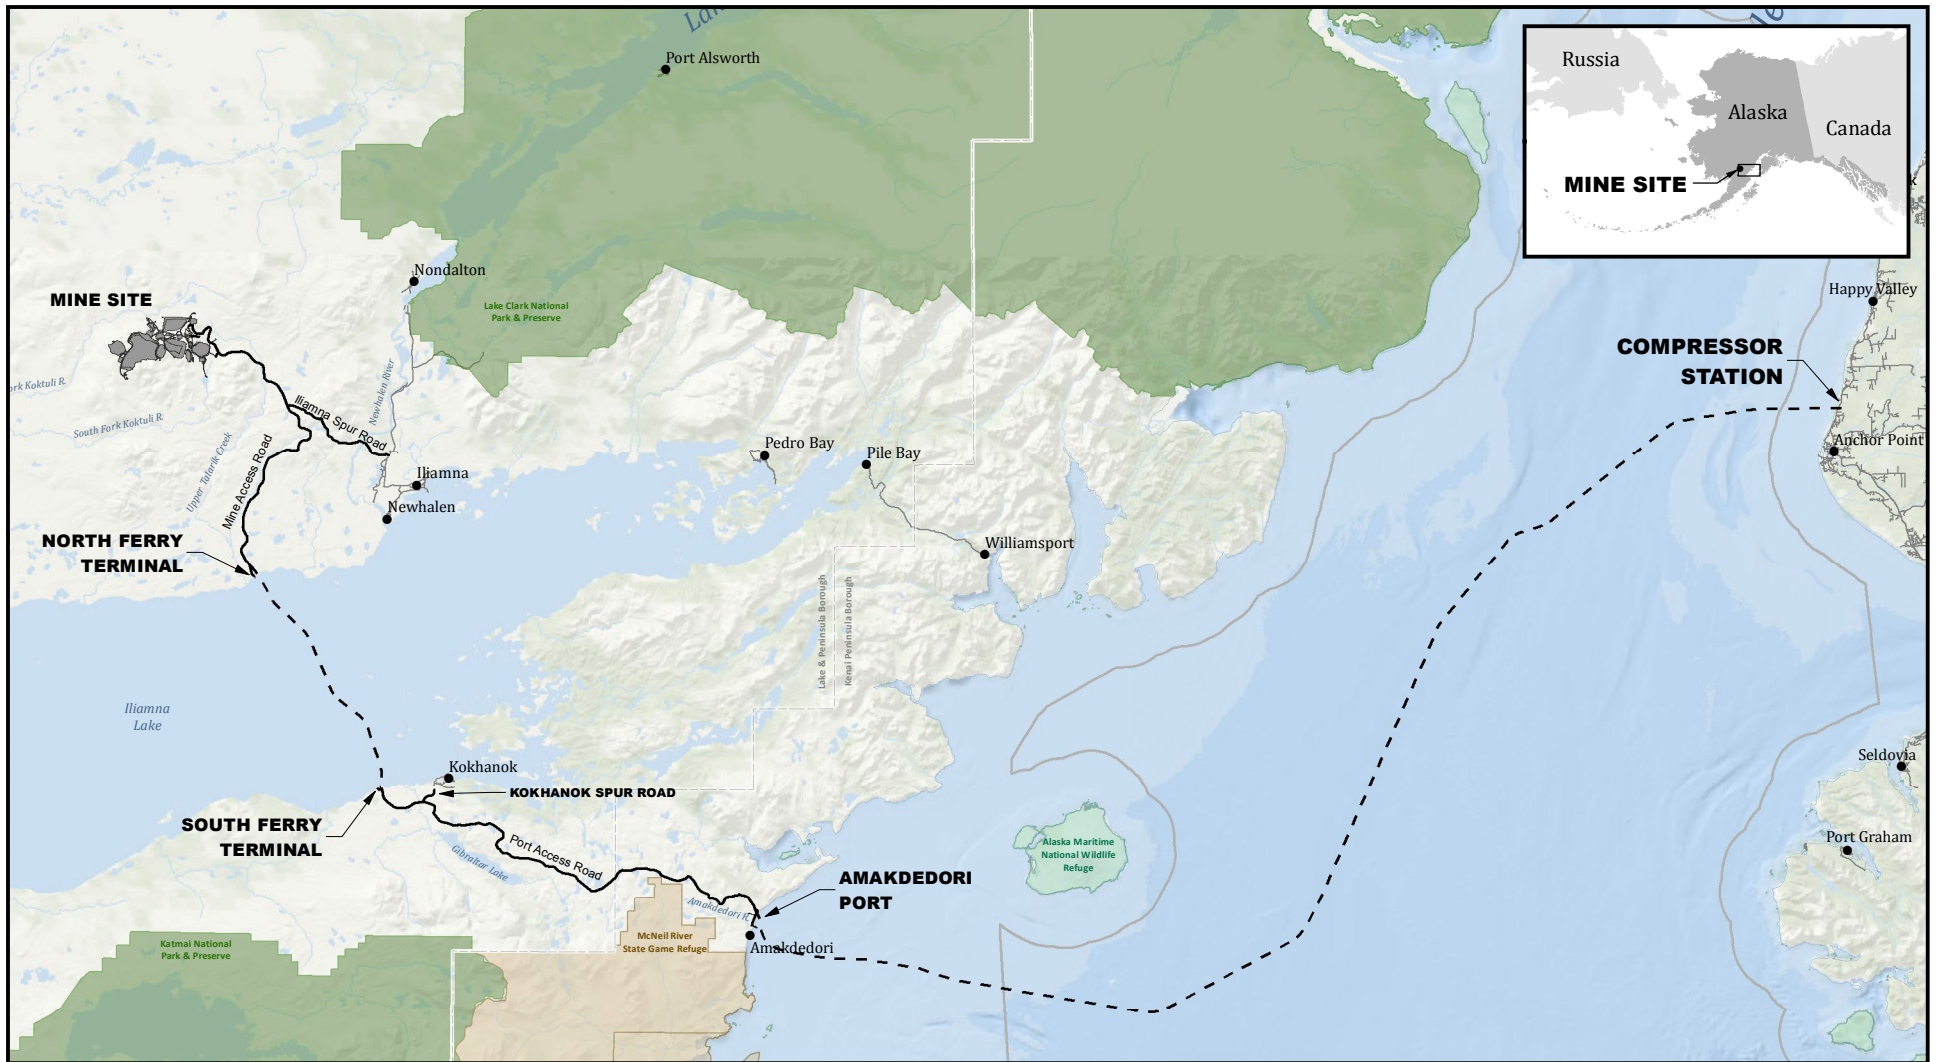 Port Alsworth
Russia
Alaska
Canada
MINE SITE
Nondalton
MINE SITE
Lake Clark National
Park & Preserve
Happy Valley
COMPRESSOR
STATION
Koktuli R.
South Fork Koktuli R.
Newhalen River
Iliamna Spur Road
Upper Talarik Creek
Mine Access Road
Anchor Point
Pedro Bay
Pile Bay
Iliamna
Newhalen
NORTH FERRY
TERMINAL
Williamsport
Lake & Peninsula Borough
Kenai Peninsula Borough
Iliamna
Lake
Kokhanok
KOKHANOK SPUR ROAD
Seldovia
SOUTH FERRY
TERMINAL
Port Access Road
Gibraltar Lake
Alaska Maritime
National Wildlife
Refuge
Port Graham
AMAKDEDORI
PORT
Amakdedori R.
McNeil River
State Game Refuge
Amakdedori
Katmai National
Park & Preserve